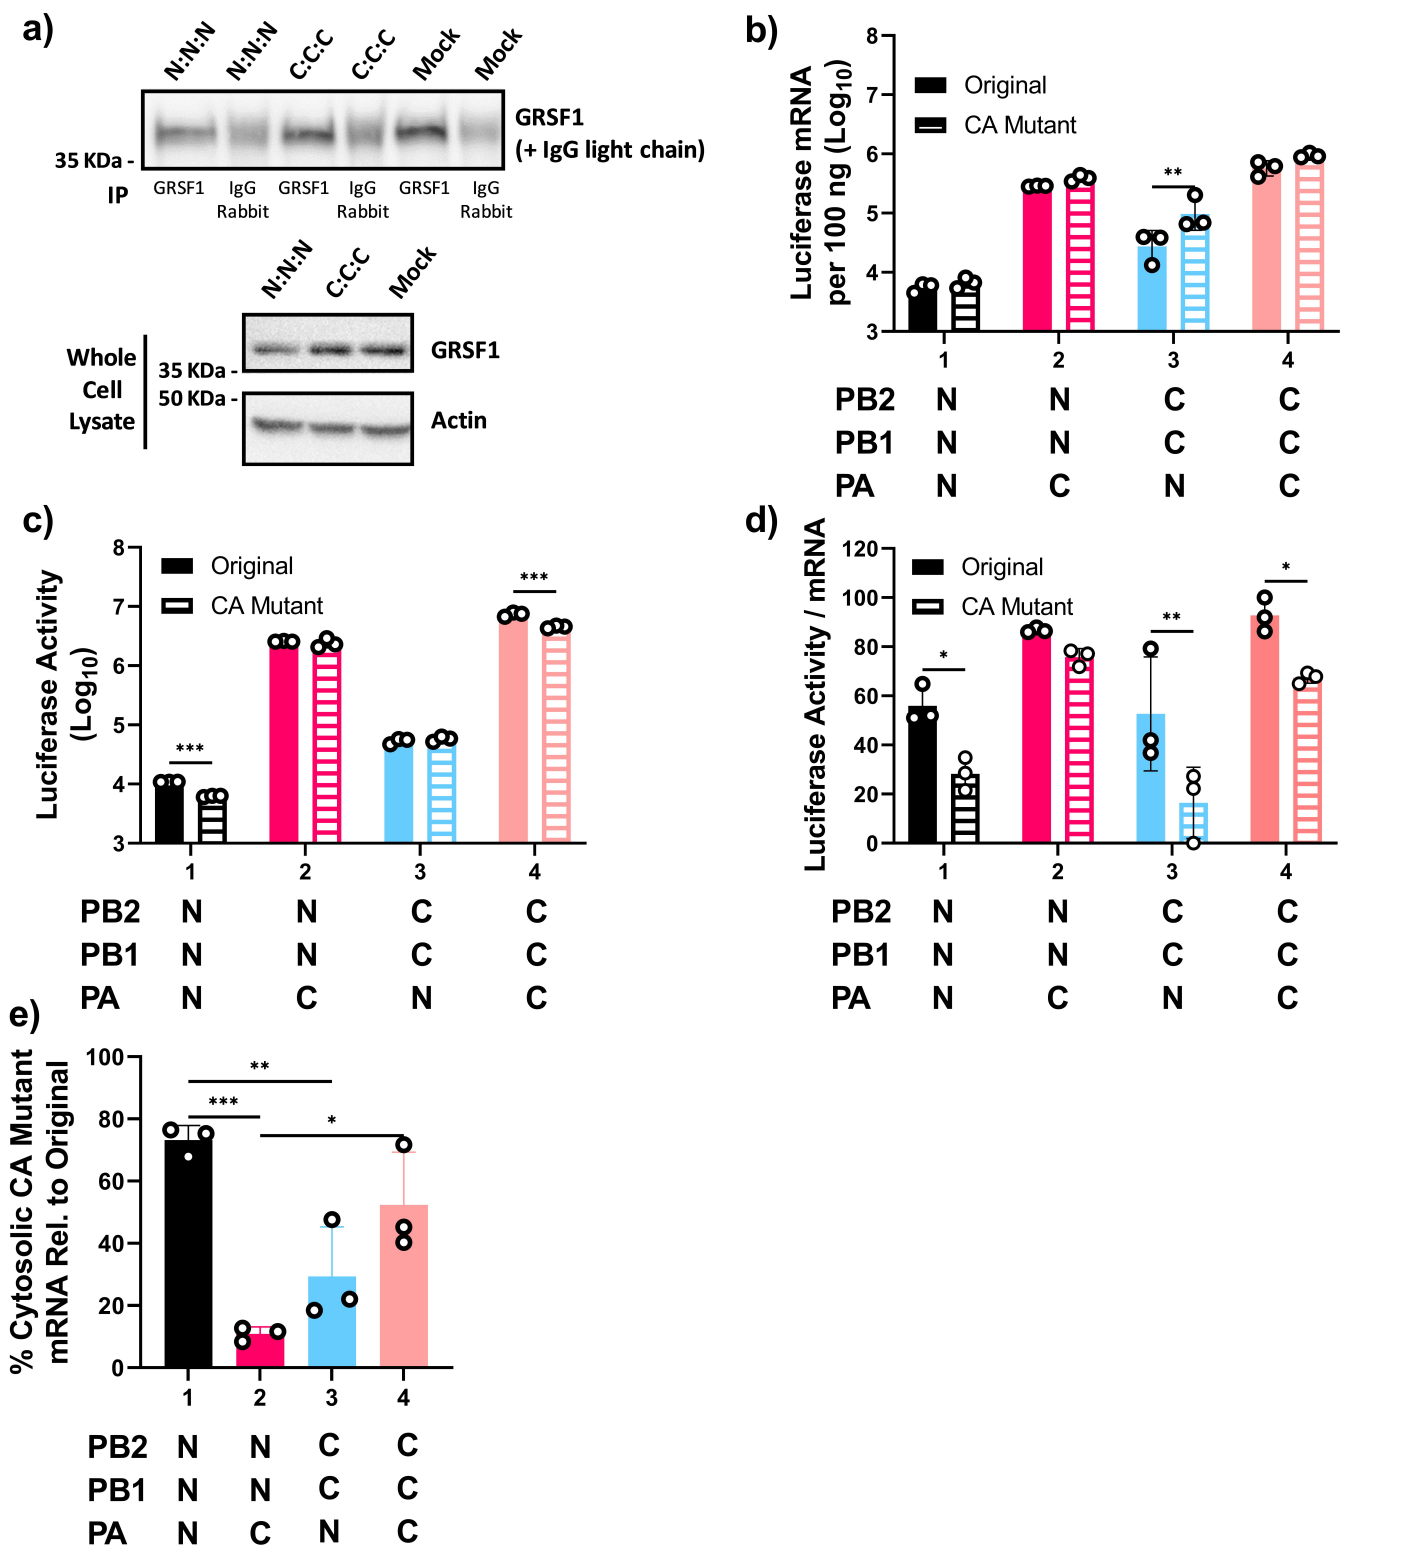 a)
N:N:N N:N:N C:C:C C:C:C Mock Mock
GRSF1
(+ IgG light chain)
35 KDa -
IP GRSF1 IgG Rabbit GRSF1 IgG Rabbit GRSF1 IgG Rabbit
N:N:N C:C:C Mock
Whole Cell Lysate
GRSF1
35 KDa -
50 KDa -
Actin
b)
Luciferase mRNA
per 100 ng (Log10)
8
7
6
5
4
3
Original
CA Mutant
**
1 2 3 4
PB2 N N C C
PB1 N N C C
PA N C N C
c)
Luciferase Activity
(Log10)
8
7
6
5
4
3
Original
CA Mutant
***
***
1 2 3 4
PB2 N N C C
PB1 N N C C
PA N C N C
d)
Luciferase Activity / mRNA
120
100
80
60
40
20
0
Original
CA Mutant
*
**
*
1 2 3 4
PB2 N N C C
PB1 N N C C
PA N C N C
e)
% Cytosolic CA Mutant
mRNA Rel. to Original
100
80
60
40
20
0
**
***
*
1 2 3 4
PB2 N N C C
PB1 N N C C
PA N C N C